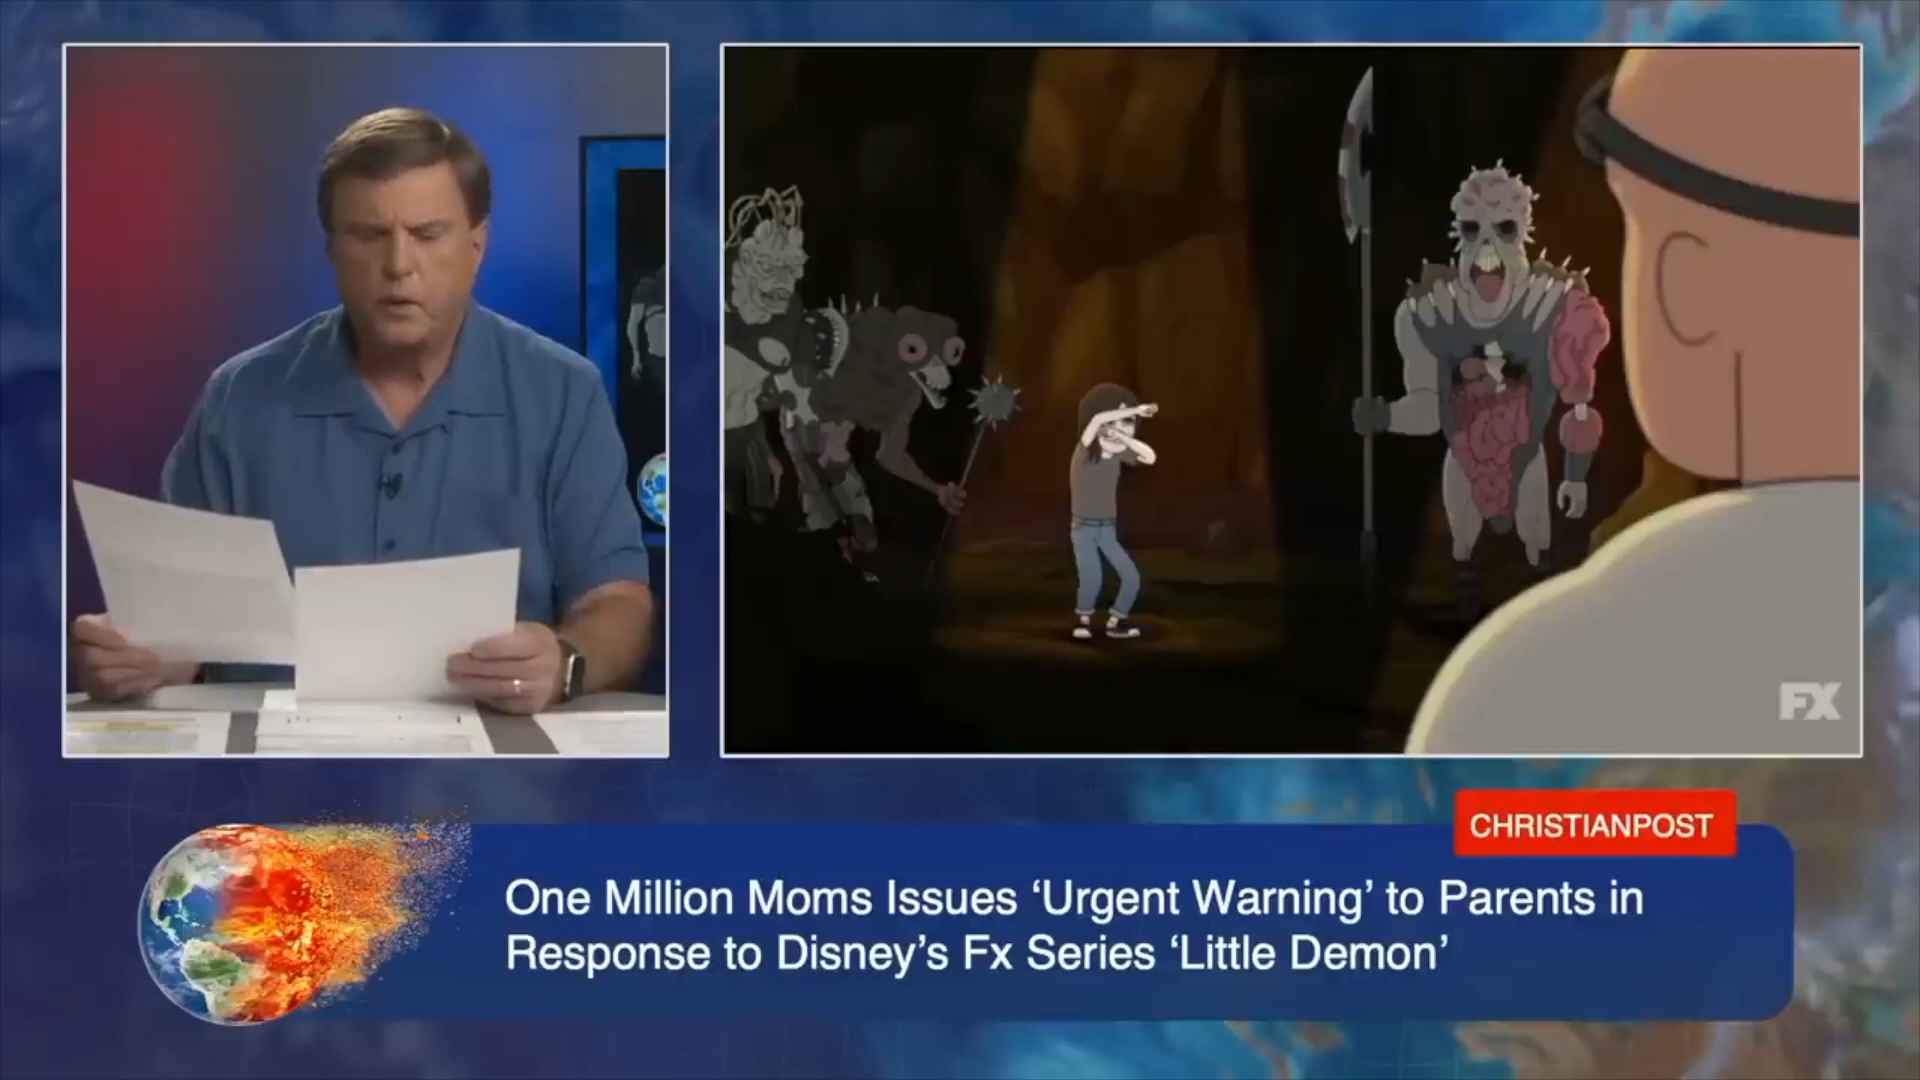 FX
CHRISTIANPOST
One Million Moms Issues ‘Urgent Warning’ to Parents in
Response to Disney’s Fx Series ‘Little Demon’